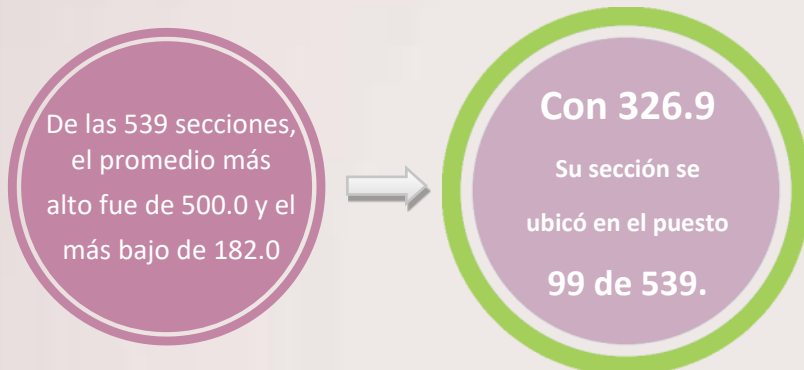 De las 539 secciones,
el promedio más
alto fue de 500.0 y el
más bajo de 182.0
Con 326.9
Su sección se
ubicó en el puesto
99 de 539.